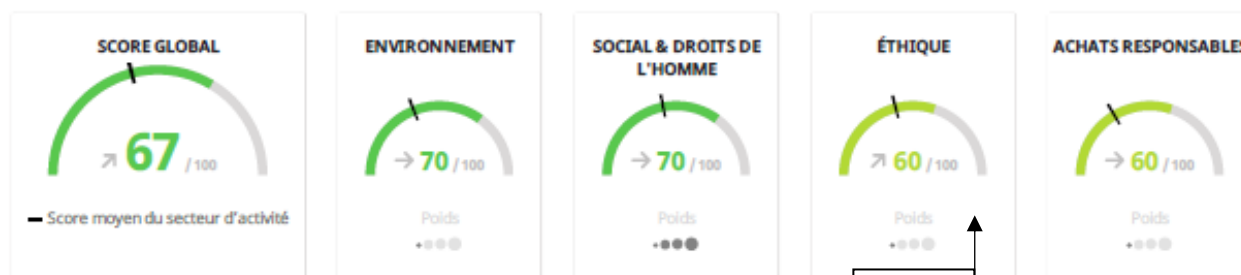 SCORE GLOBAL
67 /100
Score moyen du secteur d'activité
ENVIRONNEMENT
70 /100
Poids
SOCIAL & DROITS DE
L'HOMME
70 /100
Poids
ÉTHIQUE
60 /100
Poids
ACHATS RESPONSABLES
60 /100
Poids